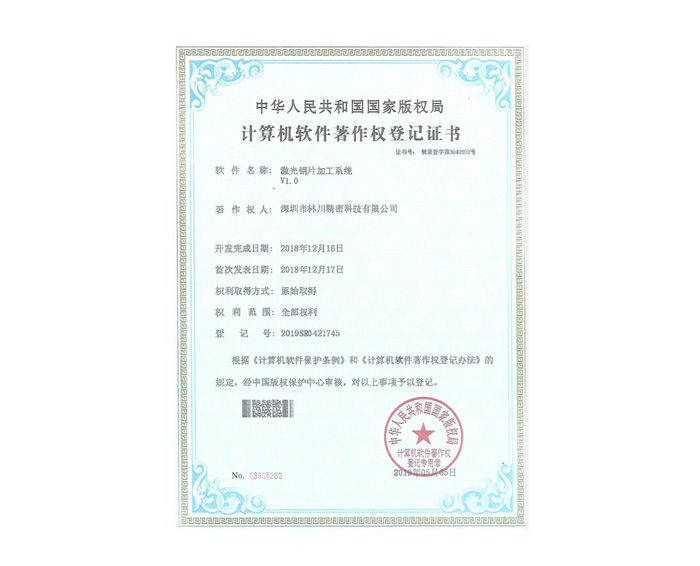 中华人民共和国国家版权局
计算机软件著作权登记证书
证书号： 软著登字第3842502号
软件名称： 激光钢片加工系统
V1.0
著作权人： 深圳市林川精密科技有限公司
开发完成日期： 2018年12月16日
首次发表日期： 2018年12月17日
权利取得方式： 原始取得
权利范围： 全部权利
登记号： 2019SR0421745
根据《计算机软件保护条例》和《计算机软件著作权登记办法》的
规定，经中国版权保护中心审核，对以上事项予以登记。
中华人民共和国国家版权局
计算机软件著作权
登记专用章
No.
2019年05月05日